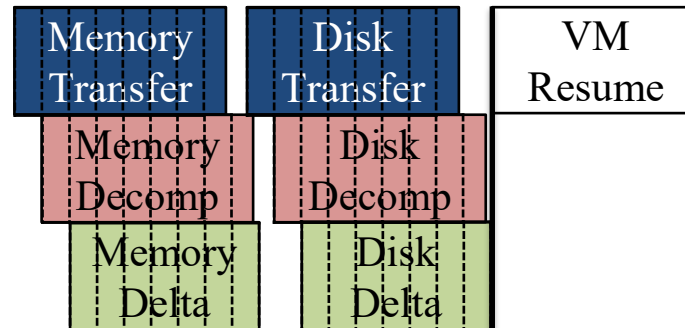 Memory
Transfer
Disk
Transfer
VM
Resume
Memory
Decomp
Disk
Decomp
Memory
Delta
Disk
Delta